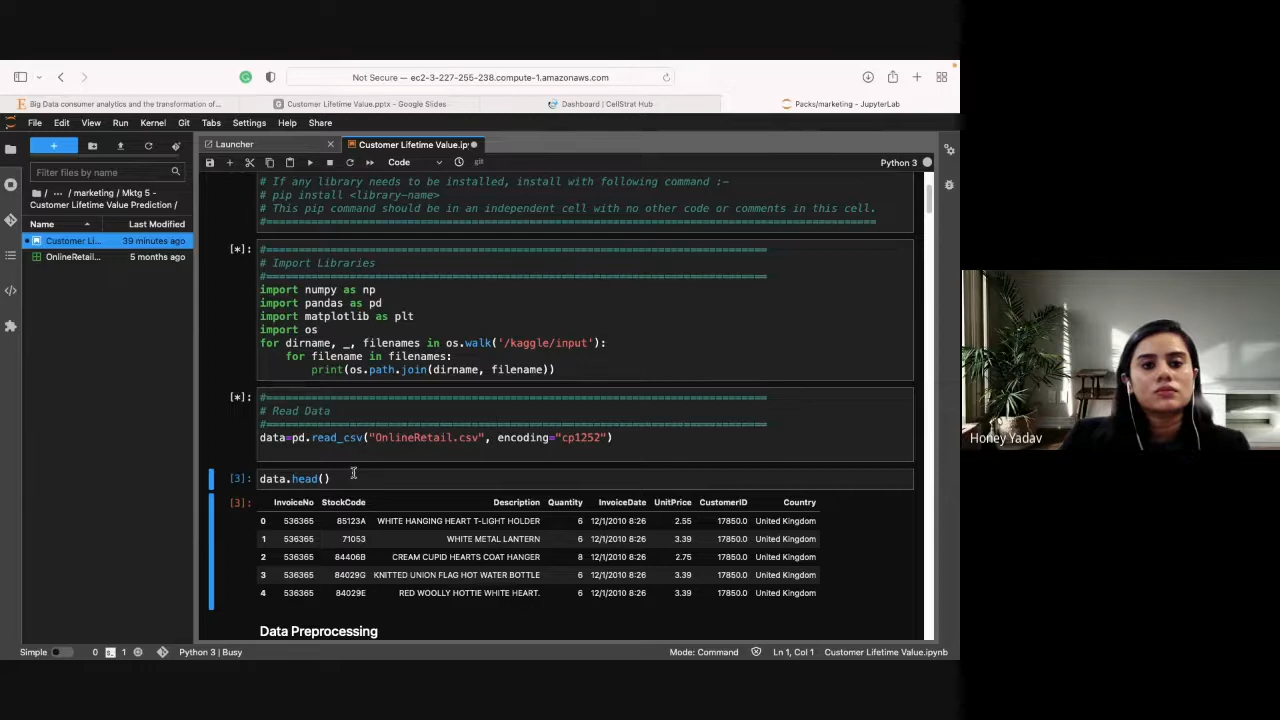 Not Secure — ec2-3-227-255-238.compute-1.amazonaws.com
Big Data consumer analytics and the transformation of...
Customer Lifetime Value.pptx - Google Slides
Dashboard | CellStrat Hub
Packs/marketing - JupyterLab
File Edit View Run Kernel Git Tabs Settings Help Share
Launcher
Customer Lifetime Value.ip
Code
git
Python 3
Filter files by name
/ ··· / marketing / Mktg 5 -
Customer Lifetime Value Prediction /
Name Last Modified
Customer Li... 39 minutes ago
OnlineRetail... 5 months ago
# If any library needs to be installed, install with following command :-
# pip install <library-name>
# This pip command should be in an independent cell with no other code or comments in this cell.
[*]:
# Import Libraries
import numpy as np
import pandas as pd
import matplotlib as plt
import os
for dirname, _, filenames in os.walk('/kaggle/input'):
for filename in filenames:
print(os.path.join(dirname, filename))
[*]:
# Read Data
data=pd.read_csv("OnlineRetail.csv", encoding="cp1252")
[3]: data.head()
[3]: InvoiceNo StockCode Description Quantity InvoiceDate UnitPrice CustomerID Country
0 536365 85123A WHITE HANGING HEART T-LIGHT HOLDER 6 12/1/2010 8:26 2.55 17850.0 United Kingdom
1 536365 71053 WHITE METAL LANTERN 6 12/1/2010 8:26 3.39 17850.0 United Kingdom
2 536365 84406B CREAM CUPID HEARTS COAT HANGER 8 12/1/2010 8:26 2.75 17850.0 United Kingdom
3 536365 84029G KNITTED UNION FLAG HOT WATER BOTTLE 6 12/1/2010 8:26 3.39 17850.0 United Kingdom
4 536365 84029E RED WOOLLY HOTTIE WHITE HEART. 6 12/1/2010 8:26 3.39 17850.0 United Kingdom
Data Preprocessing
Honey Yadav
Simple 0 1 Python 3 | Busy Mode: Command Ln 1, Col 1 Customer Lifetime Value.ipynb